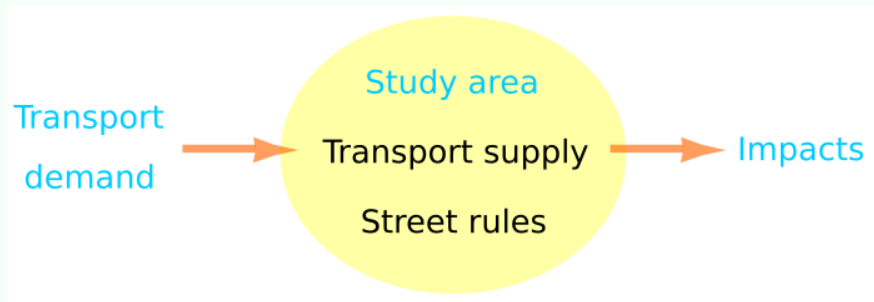 Transport
demand
Study area
Transport supply
Street rules
Impacts